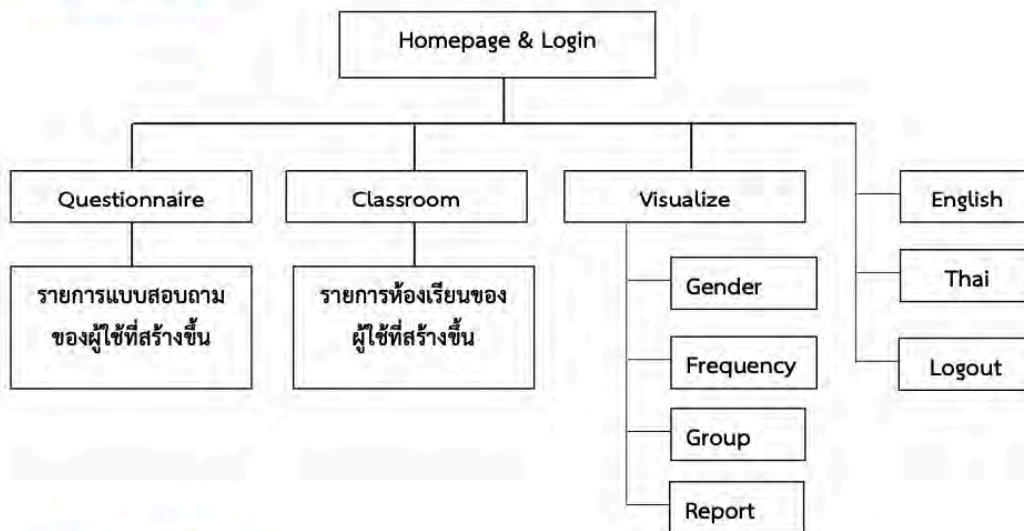 Homepage & Login
Questionnaire
Classroom
Visualize
English
รายการแบบสอบถาม
ของผู้ใช้ที่สร้างขึ้น
รายการห้องเรียนของ
ผู้ใช้ที่สร้างขึ้น
Gender
Thai
Frequency
Logout
Group
Report